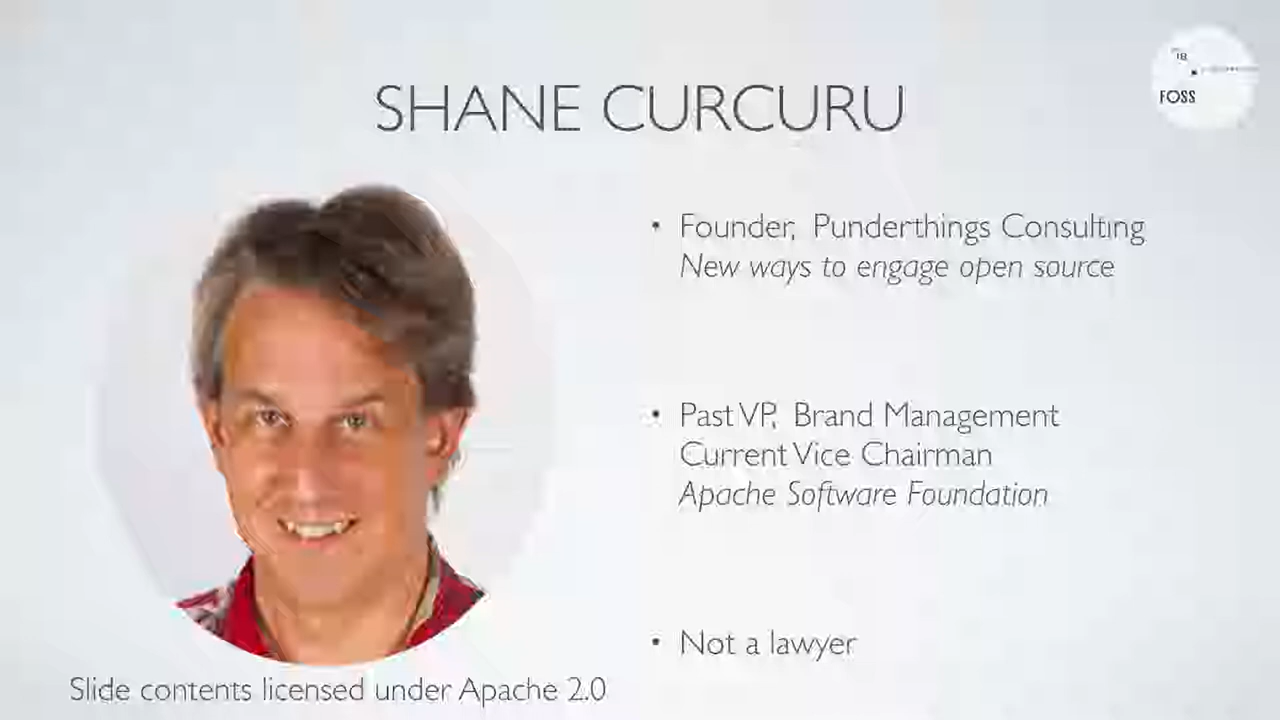 SHANE CURCURU
FOSS
• Founder, Punderthings Consulting
New ways to engage open source
• Past VP, Brand Management
Current Vice Chairman
Apache Software Foundation
• Not a lawyer
Slide contents licensed under Apache 2.0